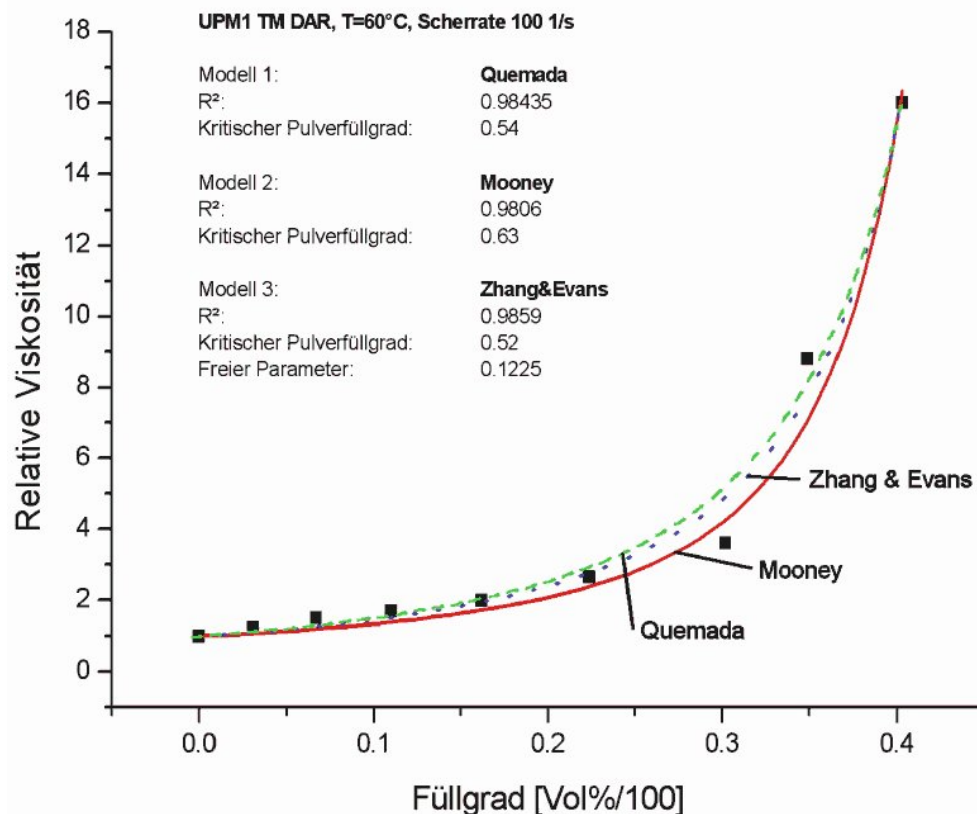 UPM1 TM DAR, T=60°C, Scherrate 100 1/s
Modell 1: Quemada
R²: 0.98435
Kritischer Pulverfüllgrad: 0.54
Modell 2: Mooney
R²: 0.9806
Kritischer Pulverfüllgrad: 0.63
Modell 3: Zhang&Evans
R²: 0.9859
Kritischer Pulverfüllgrad: 0.52
Freier Parameter: 0.1225
Relative Viskosität
18
16
14
12
10
8
6
4
2
0
Zhang & Evans
Mooney
Quemada
0.0 0.1 0.2 0.3 0.4
Füllgrad [Vol%/100]